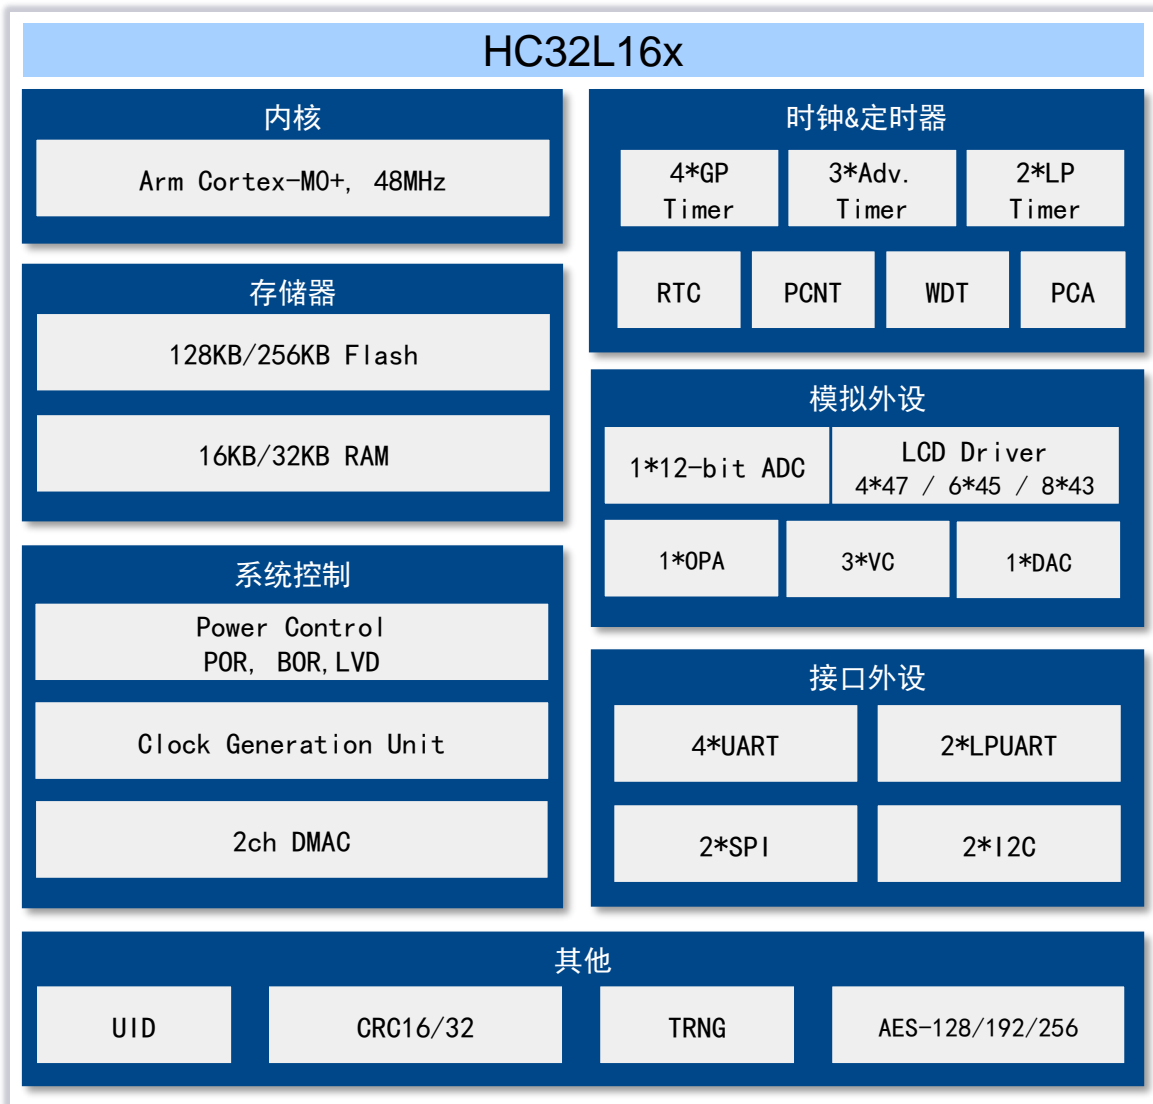 HC32L16x
内核
Arm Cortex-M0+, 48MHz
存储器
128KB/256KB Flash
16KB/32KB RAM
系统控制
Power Control
POR, BOR,LVD
Clock Generation Unit
2ch DMAC
时钟&定时器
4*GP
Timer
3*Adv.
Timer
2*LP
Timer
RTC
PCNT
WDT
PCA
模拟外设
1*12-bit ADC
LCD Driver
4*47 / 6*45 / 8*43
1*OPA
3*VC
1*DAC
接口外设
4*UART
2*LPUART
2*SPI
2*I2C
其他
UID
CRC16/32
TRNG
AES-128/192/256